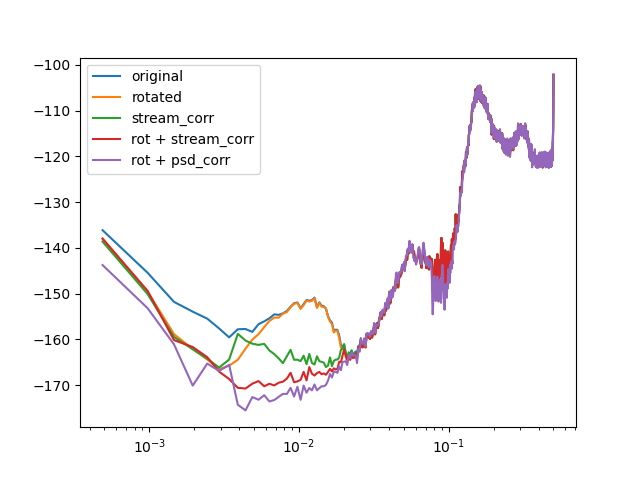 −100
−110
−120
−130
−140
−150
−160
−170
original
rotated
stream_corr
rot + stream_corr
rot + psd_corr
10⁻³
10⁻²
10⁻¹